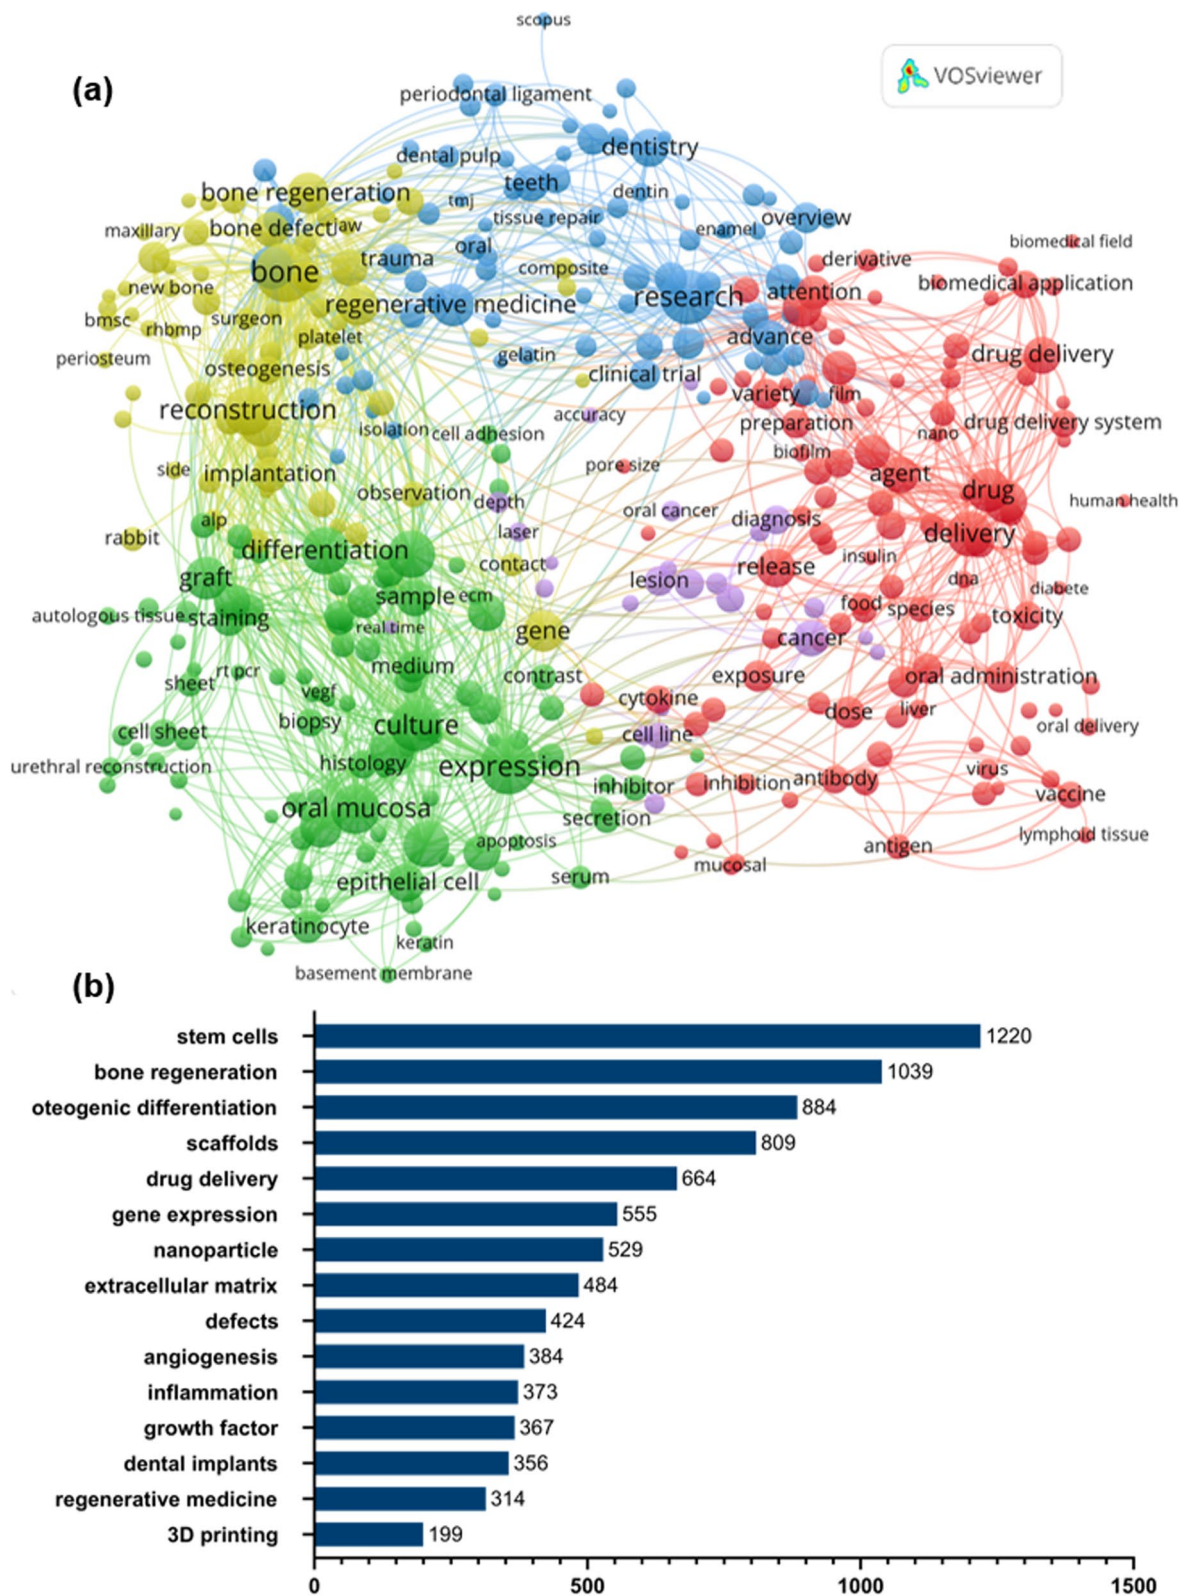 scopus
(a)
VOSviewer
periodontal ligament
dentistry
dental pulp
teeth
bone regeneration
dentin
tmj
tissue repair
overview
maxillary
bone defect
jaw
enamel
biomedical field
oral
trauma
derivative
bone
composite
new bone
biomedical application
regenerative medicine
research
attention
bmsc
rhbmp
surgeon
platelet
advance
periosteum
gelatin
drug delivery
osteogenesis
clinical trial
variety
film
reconstruction
accuracy
preparation
drug delivery system
isolation
cell adhesion
nano
biofilm
side
implantation
pore size
agent
observation
depth
drug
human health
alp
oral cancer
diagnosis
rabbit
laser
delivery
differentiation
contact
insulin
graft
lesion
release
dna
diabete
sample
ecm
food
species
autologous tissue
staining
toxicity
real time
gene
cancer
medium
rt pcr
sheet
contrast
exposure
oral administration
vegf
cytokine
biopsy
culture
dose
liver
oral delivery
cell sheet
cell line
urethral reconstruction
histology
expression
virus
inhibitor
inhibition
antibody
vaccine
oral mucosa
secretion
lymphoid tissue
apoptosis
antigen
mucosal
epithelial cell
serum
keratinocyte
keratin
basement membrane
(b)
stem cells 1220
bone regeneration 1039
oteogenic differentiation 884
scaffolds 809
drug delivery 664
gene expression 555
nanoparticle 529
extracellular matrix 484
defects 424
angiogenesis 384
inflammation 373
growth factor 367
dental implants 356
regenerative medicine 314
3D printing 199
0 500 1000 1500